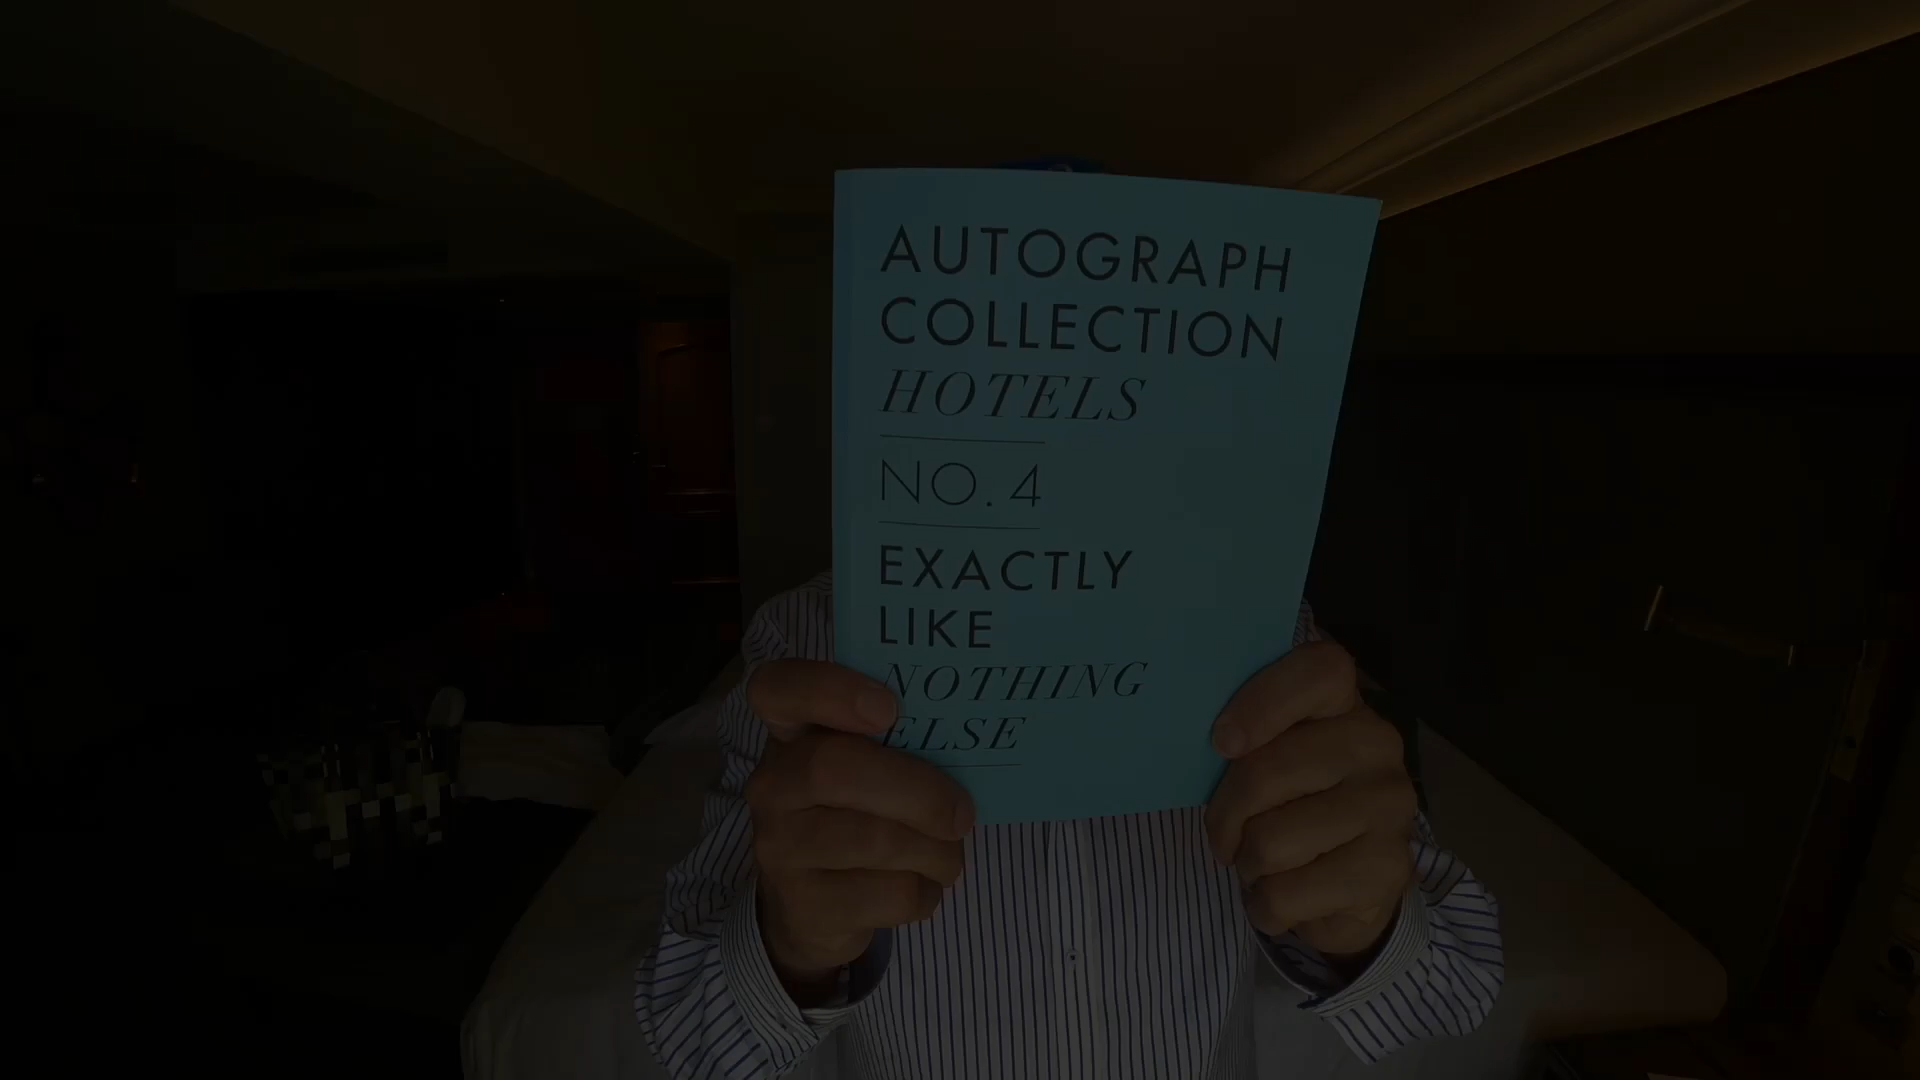 AUTOGRAPH
COLLECTION
HOTELS
NO. 4
EXACTLY
LIKE
NOTHING
ELSE